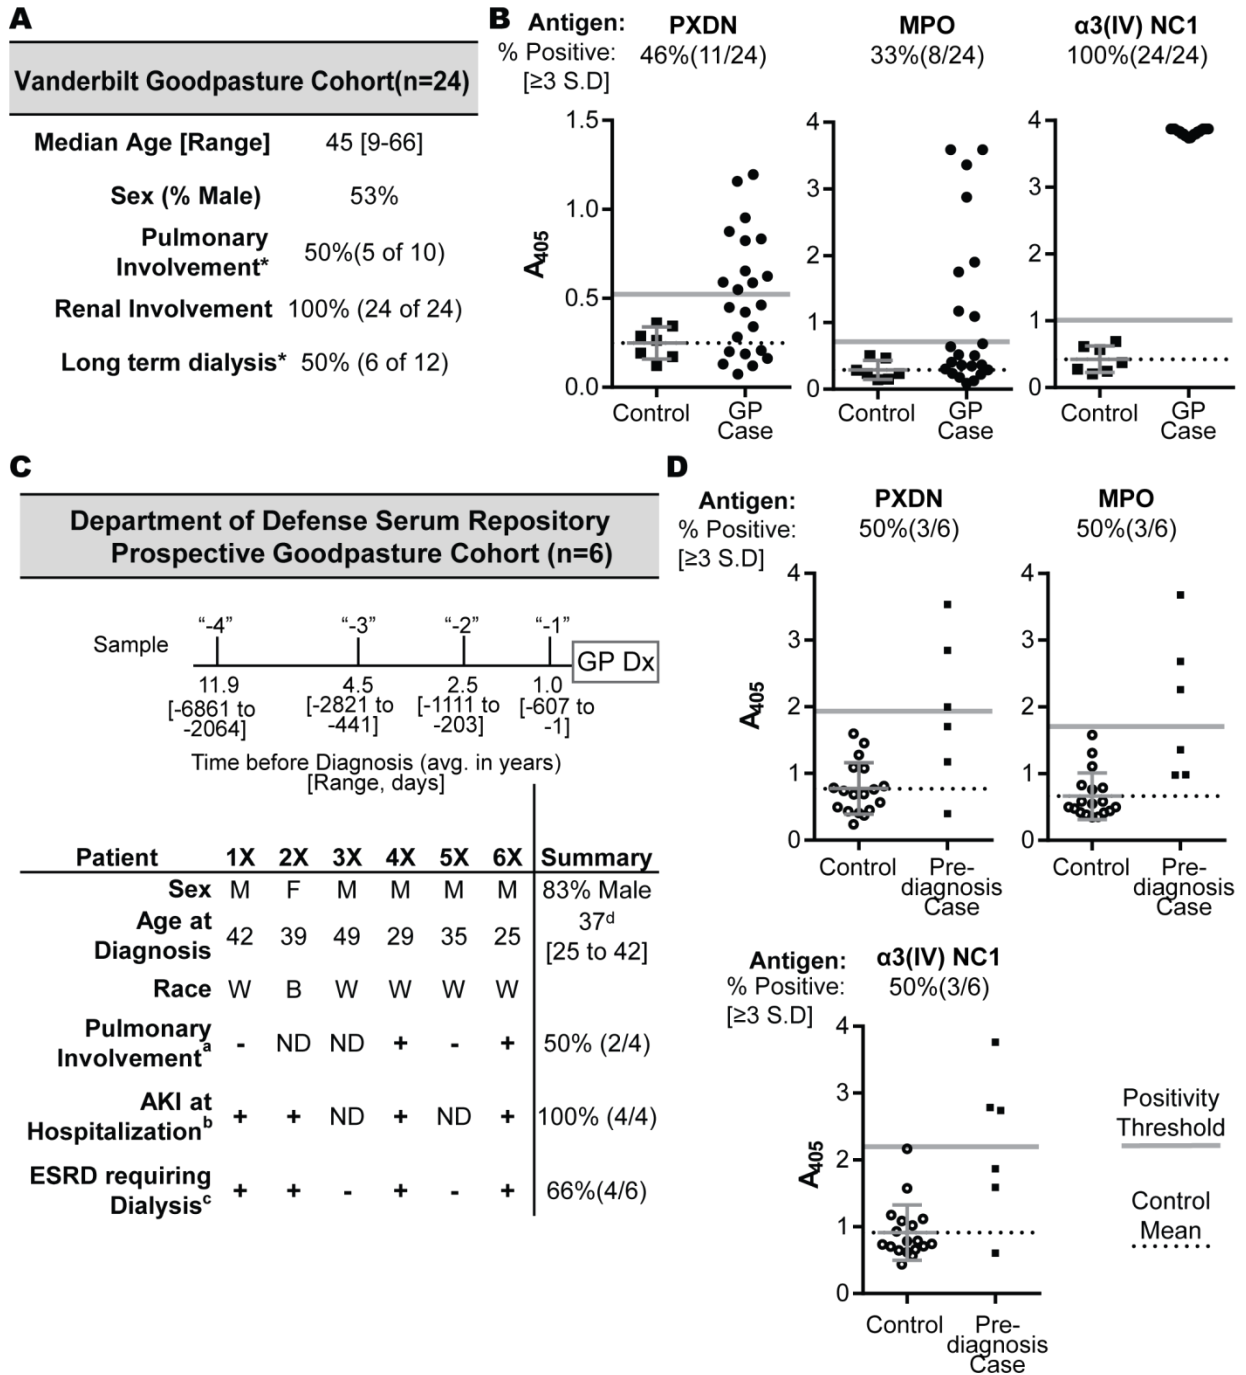 A
Vanderbilt Goodpasture Cohort(n=24)
Median Age [Range] 45 [9-66]
Sex (% Male) 53%
Pulmonary
Involvement* 50%(5 of 10)
Renal Involvement 100% (24 of 24)
Long term dialysis* 50% (6 of 12)
B
Antigen: PXDN MPO α3(IV) NC1
% Positive: 46%(11/24) 33%(8/24) 100%(24/24)
[≥3 S.D]
A405
1.5
1.0
0.5
0.0
Control GP
Case
4
3
2
1
0
Control GP
Case
4
3
2
1
0
Control GP
Case
C
Department of Defense Serum Repository
Prospective Goodpasture Cohort (n=6)
Sample “-4” “-3” “-2” “-1”
GP Dx
11.9 4.5 2.5 1.0
[-6861 to [-2821 to [-1111 to [-607 to
-2064] -441] -203] -1]
Time before Diagnosis (avg. in years)
[Range, days]
Patient 1X 2X 3X 4X 5X 6X Summary
Sex M F M M M M 83% Male
Age at
Diagnosis 42 39 49 29 35 25 37d
[25 to 42]
Race W B W W W W
Pulmonary
Involvementa - ND ND + - + 50% (2/4)
AKI at
Hospitalizationb + + ND + ND + 100% (4/4)
ESRD requiring
Dialysisc + + - + - + 66%(4/6)
D
Antigen: PXDN MPO
% Positive: 50%(3/6) 50%(3/6)
[≥3 S.D]
A405
4
3
2
1
0
Control Pre-
diagnosis
Case
4
3
2
1
0
Control Pre-
diagnosis
Case
Antigen: α3(IV) NC1
% Positive: 50%(3/6)
[≥3 S.D]
A405
4
3
2
1
0
Control Pre-
diagnosis
Case
Positivity
Threshold
Control
Mean